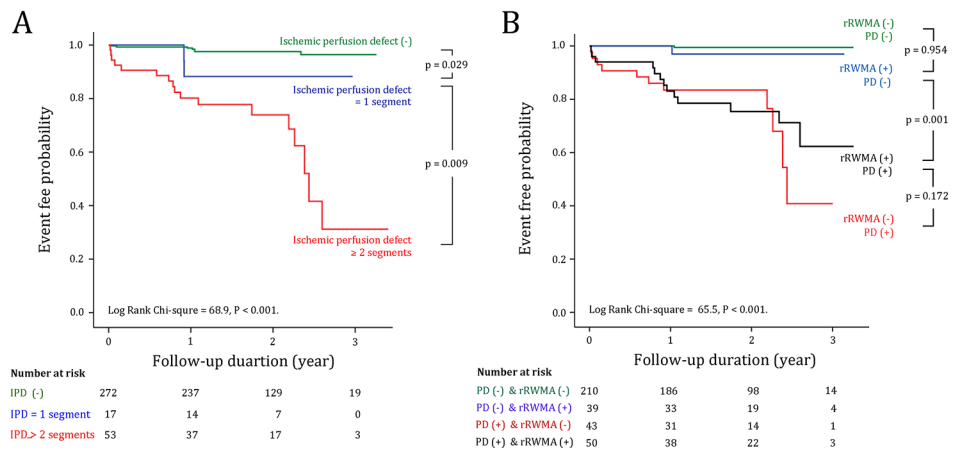 A
Event fee probability
1.0
0.8
0.6
0.4
0.2
0.0
Ischemic perfusion defect (-)
p = 0.029
Ischemic perfusion defect
= 1 segment
p = 0.009
Ischemic perfusion defect
≥ 2 segments
Log Rank Chi-squre = 68.9, P < 0.001.
0 1 2 3
Follow-up duartion (year)
Number at risk
IPD (-) 272 237 129 19
IPD = 1 segment 17 14 7 0
IPD > 2 segments 53 37 17 3
B
Event free probability
1.0
0.8
0.6
0.4
0.2
0.0
rRWMA (-)
PD (-)
p = 0.954
rRWMA (+)
PD (-)
p = 0.001
rRWMA (+)
PD (+)
p = 0.172
rRWMA (-)
PD (+)
Log Rank Chi-square = 65.5, P < 0.001.
0 1 2 3
Follow-up duration (year)
Number at risk
PD (-) & rRWMA (-) 210 186 98 14
PD (-) & rRWMA (+) 39 33 19 4
PD (+) & rRWMA (-) 43 31 14 1
PD (+) & rRWMA (+) 50 38 22 3